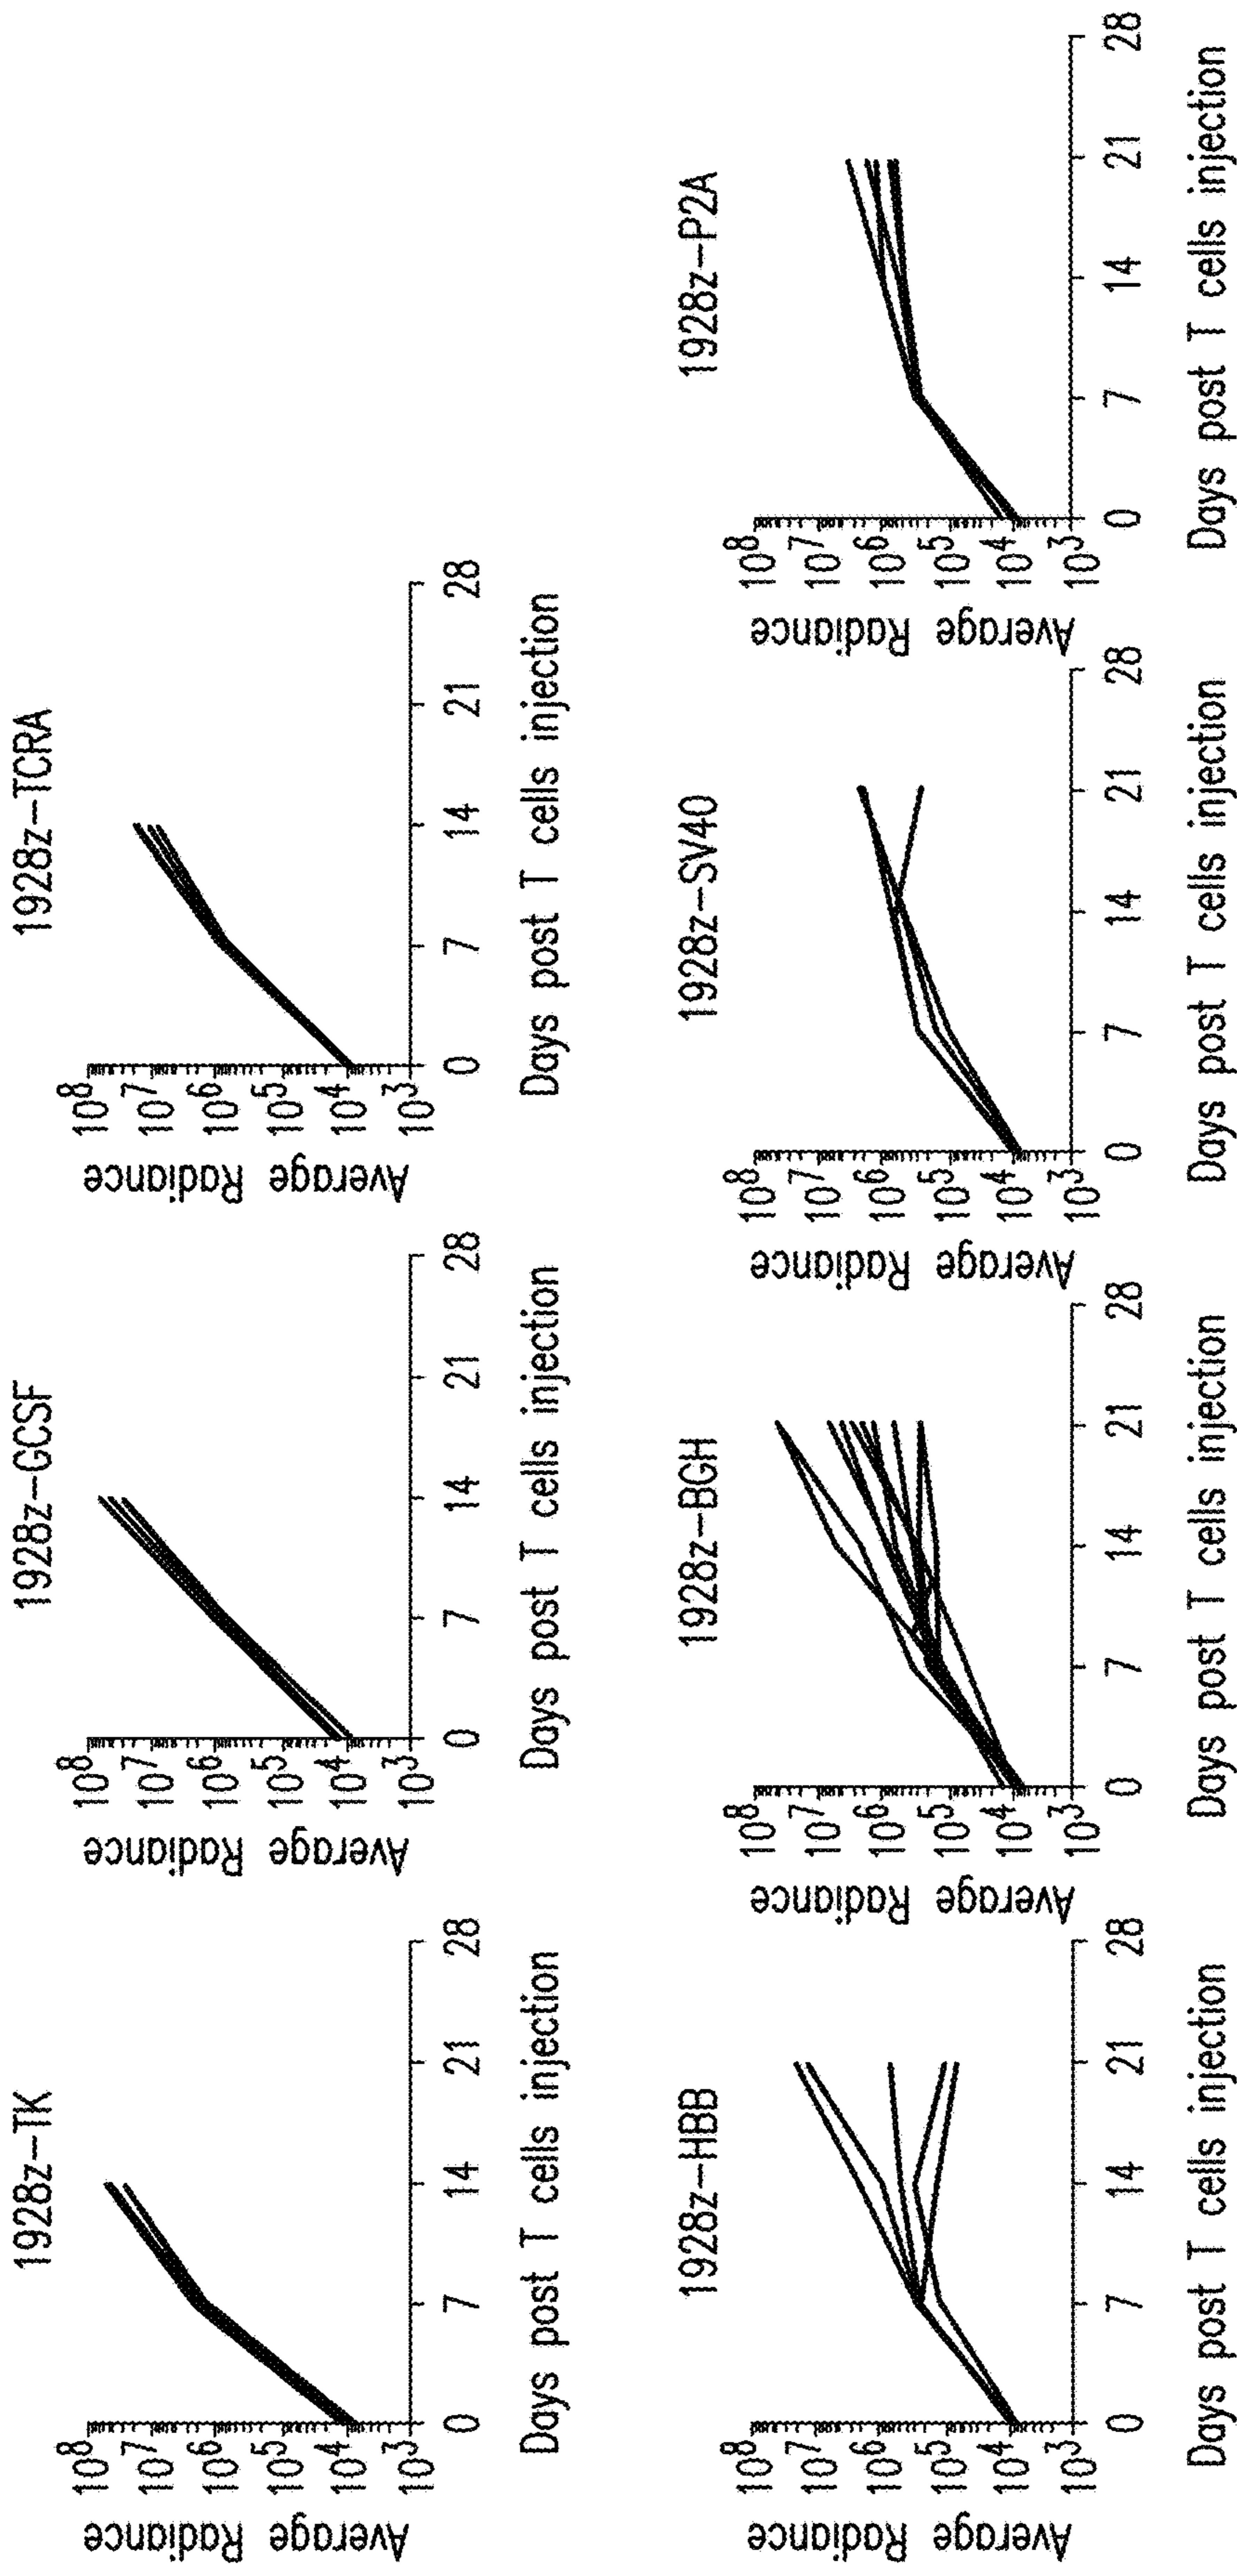 1928z-TK
Average Radiance
10^8
10^7
10^6
10^5
10^4
10^3
0 7 14 21 28
Days post T cells injection
1928z-GCSF
Average Radiance
10^8
10^7
10^6
10^5
10^4
10^3
0 7 14 21 28
Days post T cells injection
1928z-TCRA
Average Radiance
10^8
10^7
10^6
10^5
10^4
10^3
0 7 14 21 28
Days post T cells injection
1928z-HBB
Average Radiance
10^8
10^7
10^6
10^5
10^4
10^3
0 7 14 21 28
Days post T cells injection
1928z-BGH
Average Radiance
10^8
10^7
10^6
10^5
10^4
10^3
0 7 14 21 28
Days post T cells injection
1928z-SV40
Average Radiance
10^8
10^7
10^6
10^5
10^4
10^3
0 7 14 21 28
Days post T cells injection
1928z-P2A
Average Radiance
10^8
10^7
10^6
10^5
10^4
10^3
0 7 14 21 28
Days post T cells injection